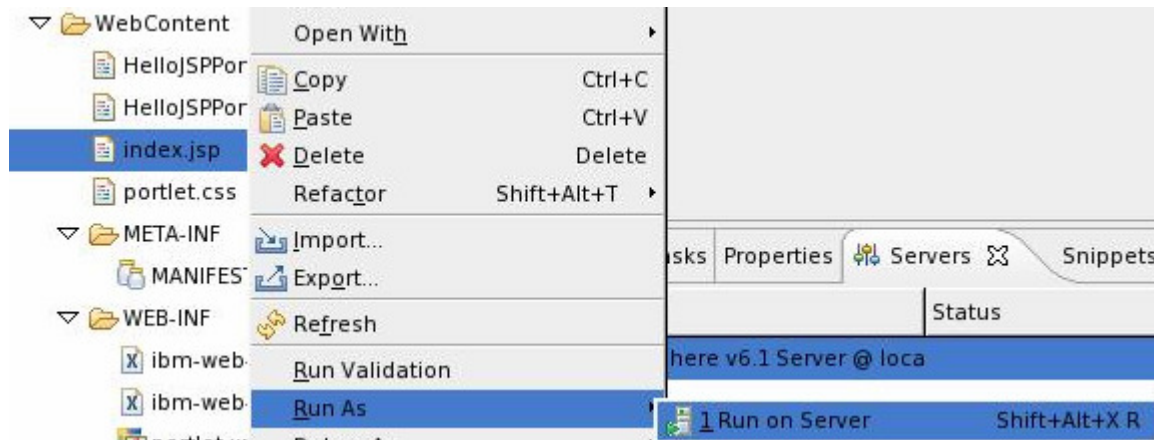 WebContent
HelloJSPPor
HelloJSPPor
index.jsp
portlet.css
META-INF
MANIFES
WEB-INF
ibm-web-
ibm-web-
Open With
Copy Ctrl+C
Paste Ctrl+V
Delete Delete
Refactor Shift+Alt+T
Import...
Export...
Refresh
Run Validation
Run As
1 Run on Server Shift+Alt+X R
asks Properties Servers Snippets
Status
here v6.1 Server @ loca